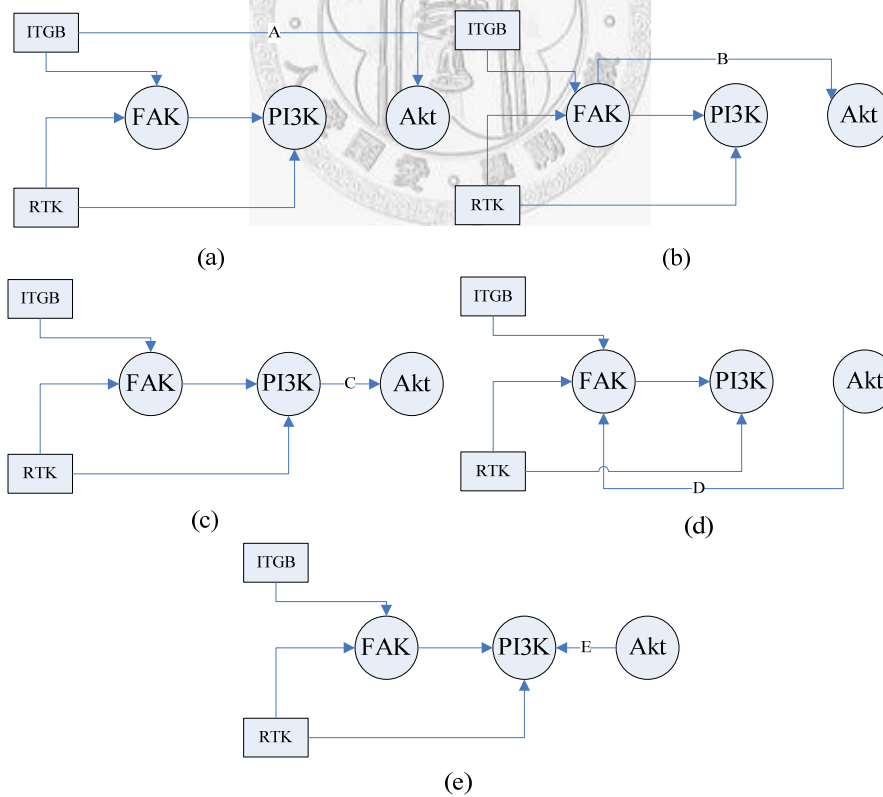 ITGB
A
FAK
PI3K
Akt
RTK
(a)
ITGB
B
FAK
PI3K
Akt
RTK
(b)
ITGB
FAK
PI3K
C
Akt
RTK
(c)
ITGB
FAK
PI3K
Akt
RTK
D
(d)
ITGB
FAK
PI3K
E
Akt
RTK
(e)